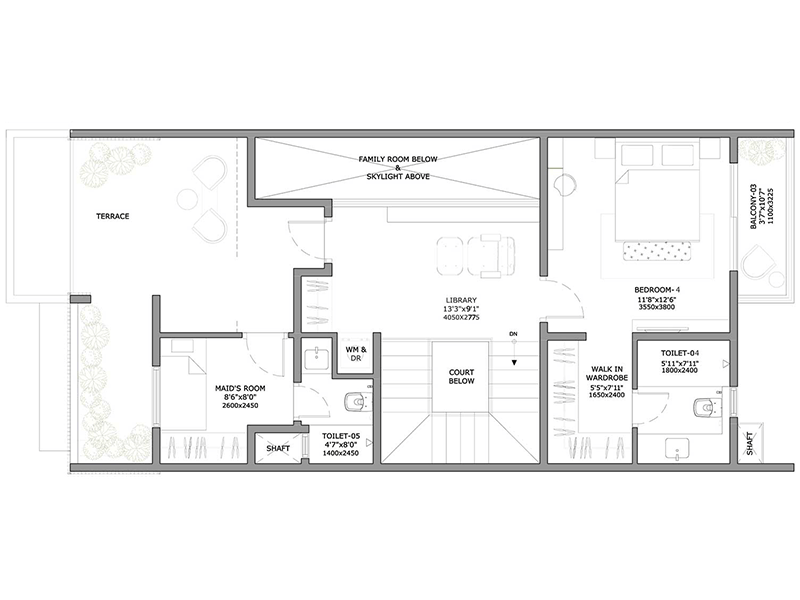 FAMILY ROOM BELOW
&
SKYLIGHT ABOVE
TERRACE
BALCONY-03
3'7"x10'7"
1100x3225
LIBRARY
13'3"x9'1"
4050x2775
BEDROOM- 4
11'8"x12'6"
3550x3800
DN
WM &
DR
COURT
BELOW
WALK IN
WARDROBE
5'5"x7'11"
1650x2400
TOILET-04
5'11"x7'11"
1800x2400
MAID'S ROOM
8'6"x8'0"
2600x2450
SHAFT
TOILET-05
4'7"x8'0"
1400x2450
SHAFT